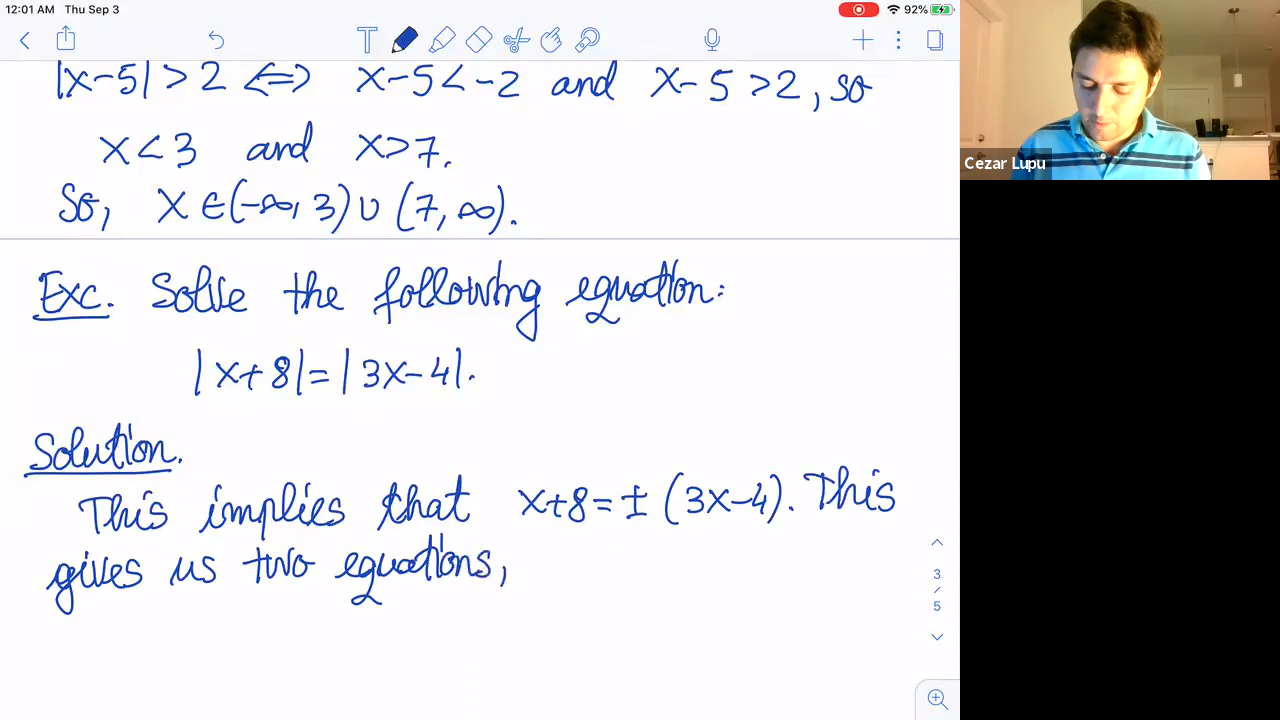 12:01 AM Thu Sep 3
92%
|x-5| > 2 <=> x-5 < -2 and x-5 > 2, so
x < 3 and x > 7.
So, x ∈ (-∞, 3) ∪ (7, ∞).
Exc. Solve the following equation:
|x+8| = |3x-4|.
Solution.
This implies that x+8 = ± (3x-4). This
gives us two equations,
3
/
5
Cezar Lupu